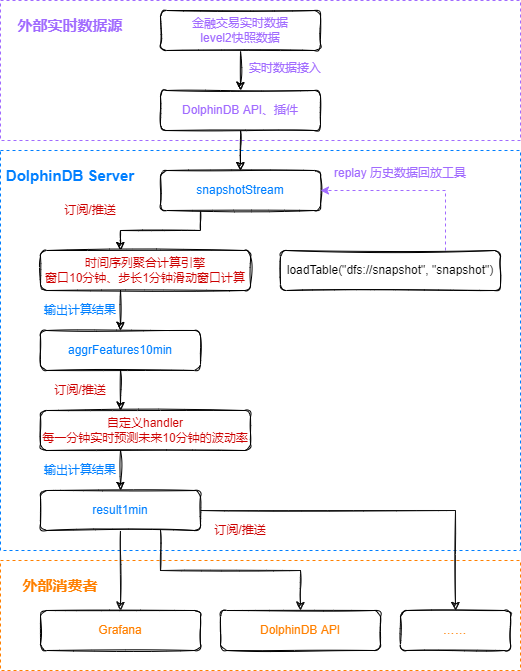 外部实时数据源
金融交易实时数据
level2快照数据
实时数据接入
DolphinDB API、插件
DolphinDB Server
replay 历史数据回放工具
snapshotStream
订阅/推送
时间序列聚合计算引擎
窗口10分钟、步长1分钟滑动窗口计算
loadTable("dfs://snapshot", "snapshot")
输出计算结果
aggrFeatures10min
订阅/推送
自定义handler
每一分钟实时预测未来10分钟的波动率
输出计算结果
result1min
订阅/推送
外部消费者
Grafana
DolphinDB API
……